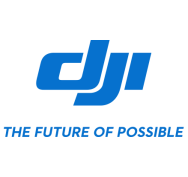 dji
THE FUTURE OF POSSIBLE